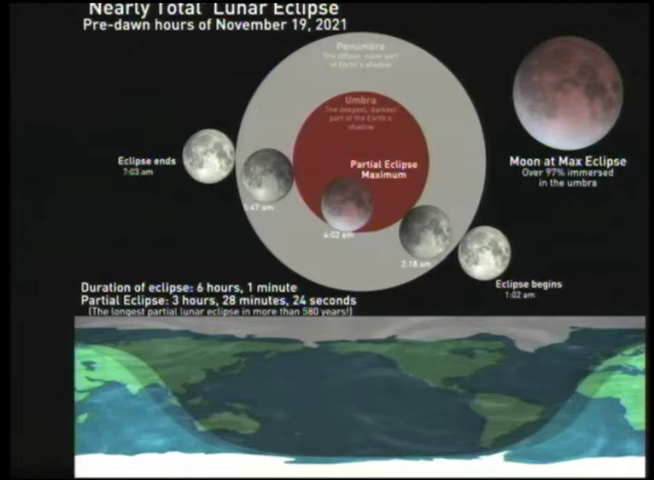 Nearly Total Lunar Eclipse
Pre-dawn hours of November 19, 2021
Penumbra
The diffuse, outer part
of Earth's shadow
Umbra
The deepest, darkest
part of the Earth's
shadow
Partial Eclipse
Maximum
Eclipse ends
7:03 am
5:47 am
4:02 am
2:18 am
Eclipse begins
1:02 am
Moon at Max Eclipse
Over 97% immersed
in the umbra
Duration of eclipse: 6 hours, 1 minute
Partial Eclipse: 3 hours, 28 minutes, 24 seconds
(The longest partial lunar eclipse in more than 580 years!)